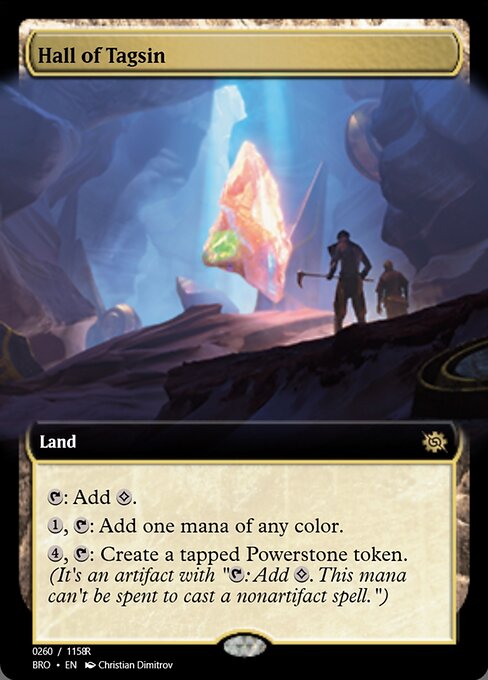 Hall of Tagsin
Land
: Add .
1, : Add one mana of any color.
4, : Create a tapped Powerstone token.
(It's an artifact with ": Add . This mana
can't be spent to cast a nonartifact spell.")
0260 / 1158R
BRO • EN Christian Dimitrov